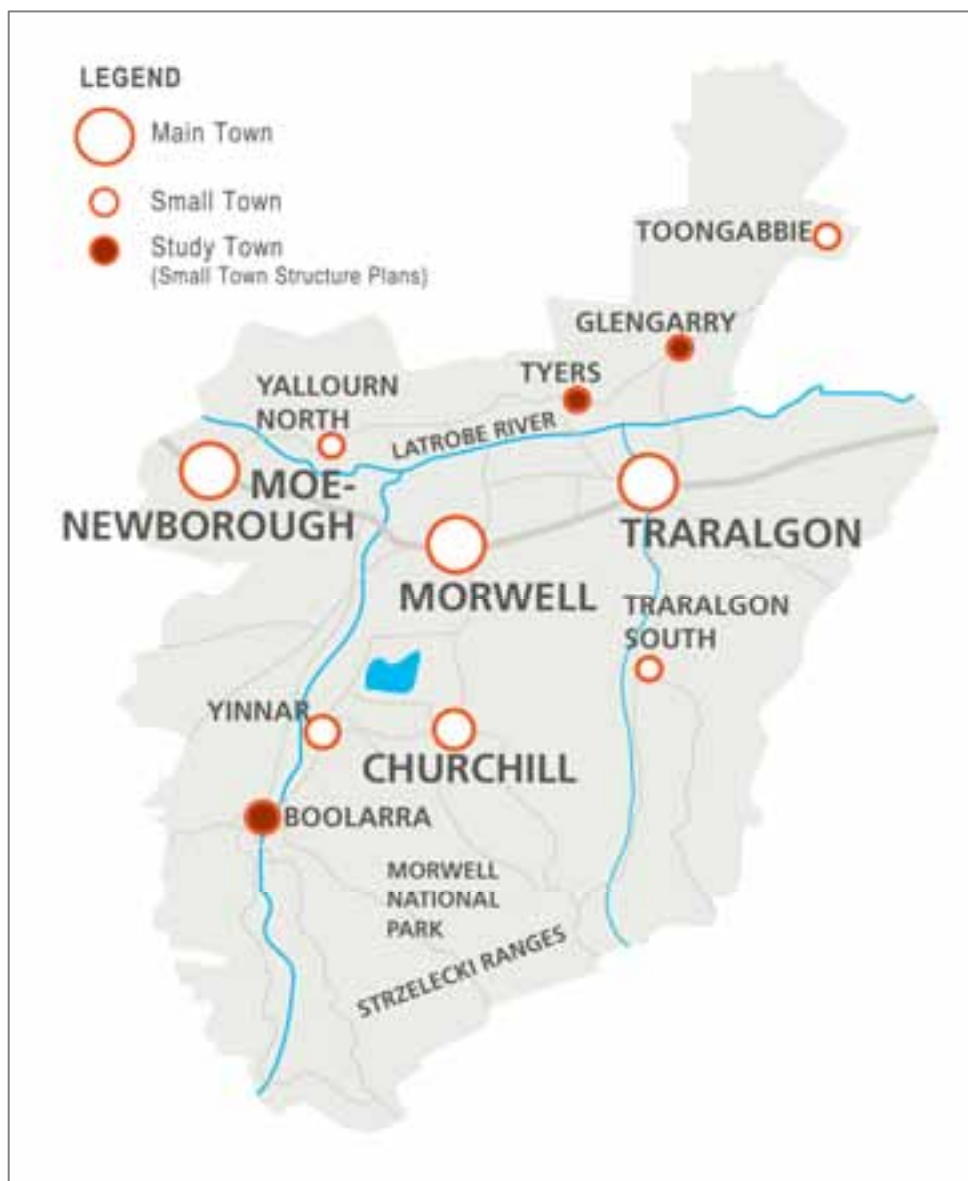 LEGEND
Main Town
Small Town
Study Town
(Small Town Structure Plans)
TOONGABBIE
GLENGARRY
TYERS
YALLOURN
NORTH
LATROBE RIVER
MOE-
NEWBOROUGH
TRARALGON
MORWELL
TRARALGON
SOUTH
YINNAR
CHURCHILL
BOOLARRA
MORWELL
NATIONAL
PARK
STRZELECKI RANGES